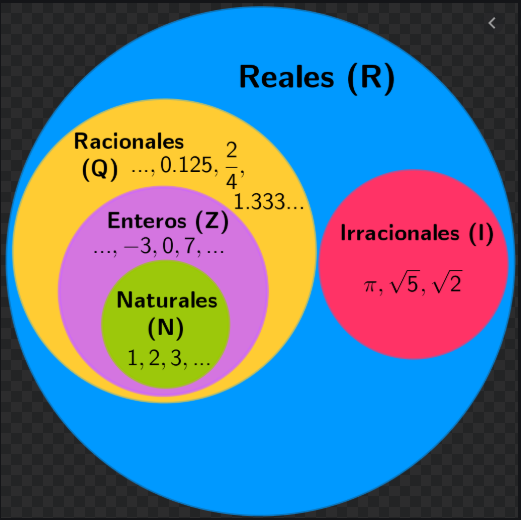 Reales (R)
Racionales
(Q) ..., 0.125, 2/4,
1.333...
Enteros (Z)
..., −3, 0, 7, ...
Naturales
(N)
1, 2, 3, ...
Irracionales (I)
π, √5, √2